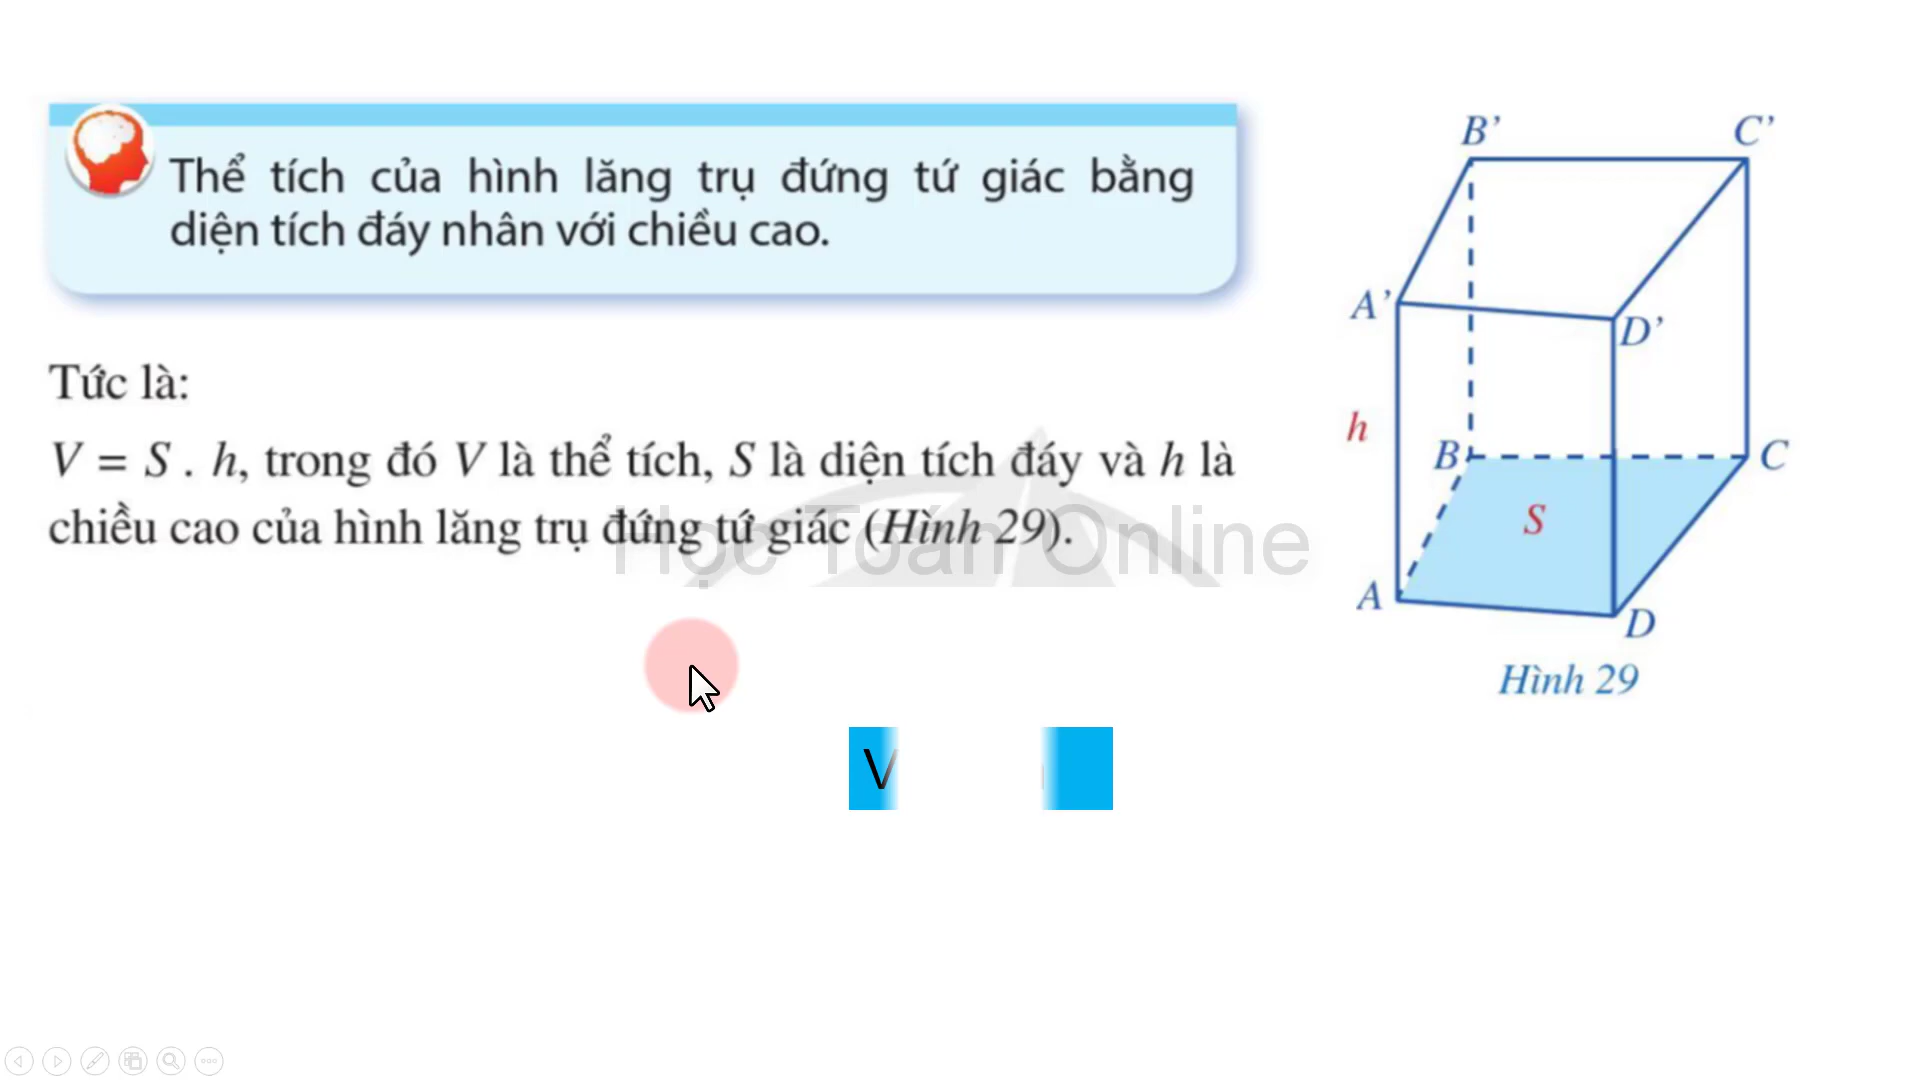 Thể tích của hình lăng trụ đứng tứ giác bằng
diện tích đáy nhân với chiều cao.
Tức là:
V = S . h, trong đó V là thể tích, S là diện tích đáy và h là
chiều cao của hình lăng trụ đứng tứ giác (Hình 29).
Học Toán Online
B’
C’
A’
D’
h
B
C
S
A
D
Hình 29
V